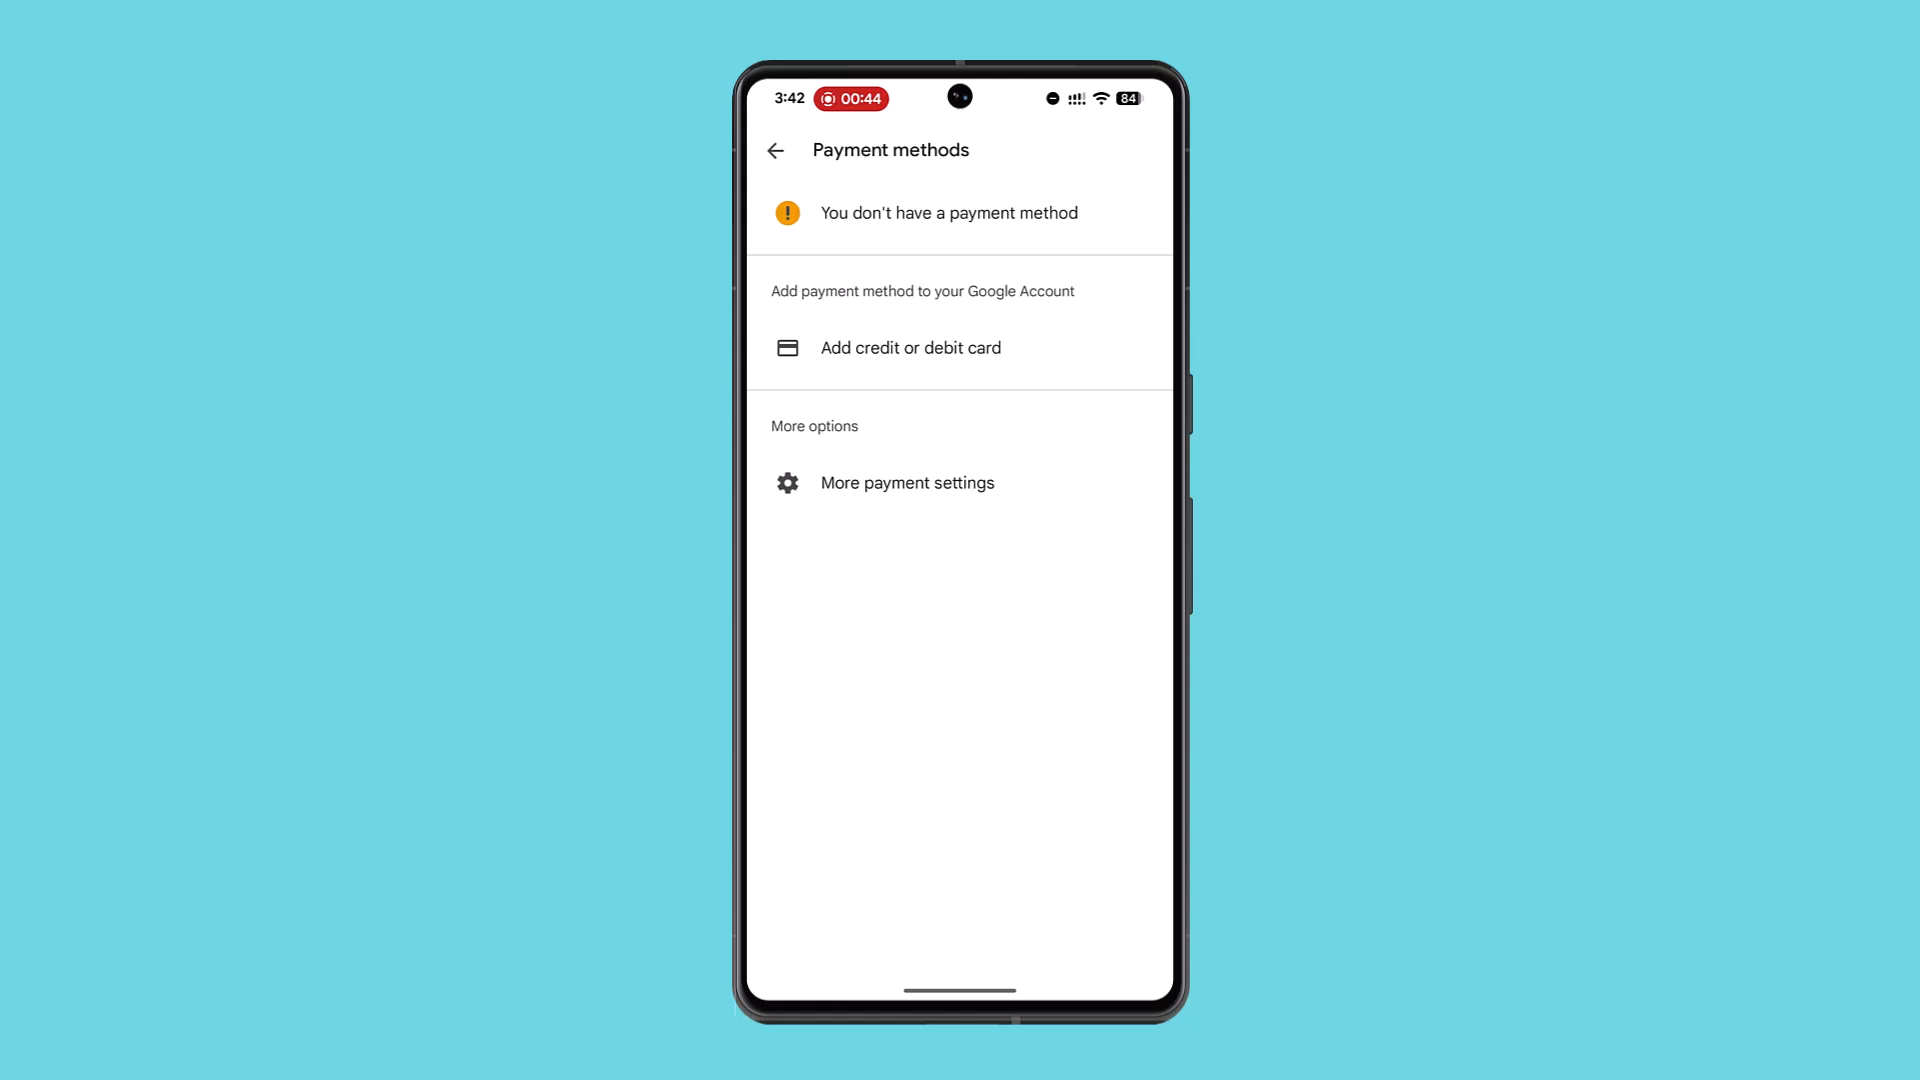 3:42 00:44 84
Payment methods
You don't have a payment method
Add payment method to your Google Account
Add credit or debit card
More options
More payment settings